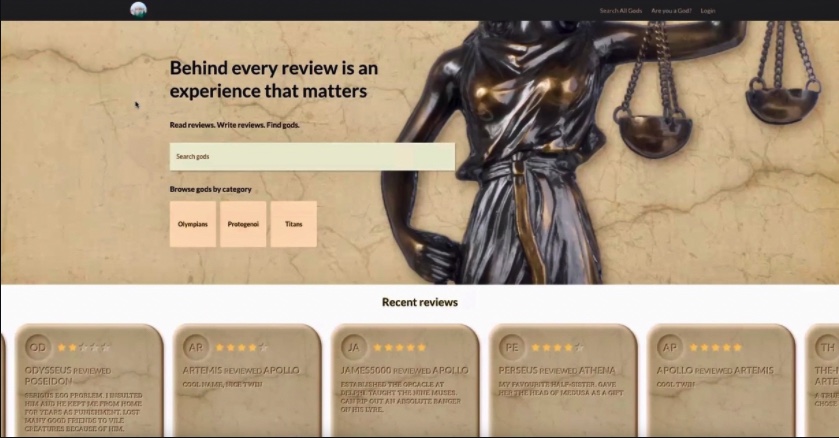 Search All Gods Are you a God? Login
Behind every review is an
experience that matters
Read reviews. Write reviews. Find gods.
Search gods
Browse gods by category
Olympians Protogenoi Titans
Recent reviews
OD
ODYSSEUS REVIEWED
POSEIDON
SERIOUS EGO PROBLEM. I INSULTED
HIM AND HE KEPT ME FROM HOME
FOR YEARS AS PUNISHMENT. LOST
MANY GOOD FRIENDS TO VILE
CREATURES BECAUSE OF HIM.
AR
ARTEMIS REVIEWED APOLLO
COOL NAME, NICE TWIN
JA
JAMES5000 REVIEWED APOLLO
ESTABLISHED THE ORACLE AT
DELPHI. TAUGHT THE NINE MUSES.
CAN RIP OUT AN ABSOLUTE BANGER
ON HIS LYRE.
PE
PERSEUS REVIEWED ATHENA
MY FAVOURITE HALF-SISTER. GAVE
HER THE HEAD OF MEDUSA AS A GIFT
AP
APOLLO REVIEWED ARTEMIS
COOL TWIN
TH